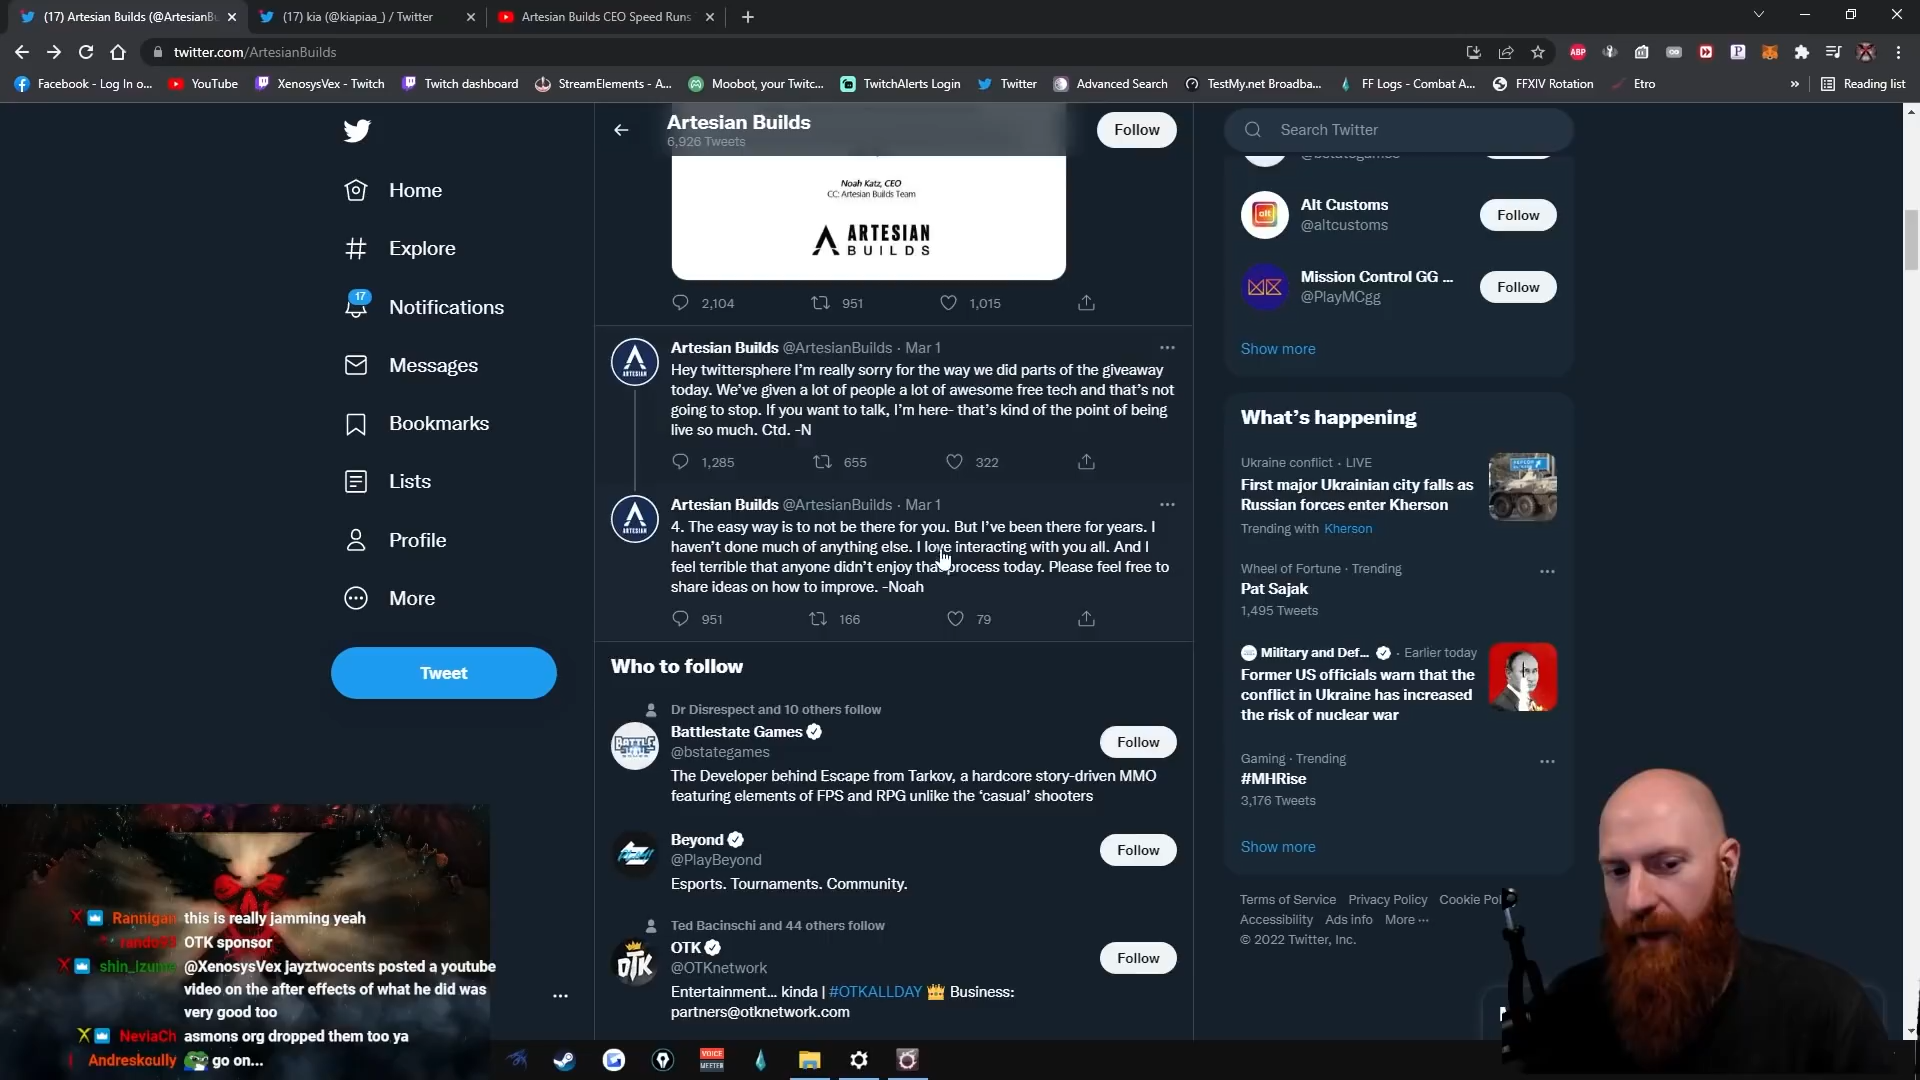 (17) Artesian Builds (@ArtesianBu
(17) kia (@kiapiaa_) / Twitter
Artesian Builds CEO Speed Runs
twitter.com/ArtesianBuilds
Facebook - Log In o...
YouTube
XenosysVex - Twitch
Twitch dashboard
StreamElements - A...
Moobot, your Twitc...
TwitchAlerts Login
Twitter
Advanced Search
TestMy.net Broadba...
FF Logs - Combat A...
FFXIV Rotation
Etro
Reading list
Home
Explore
17
Notifications
Messages
Bookmarks
Lists
Profile
More
Tweet
Artesian Builds
6,926 Tweets
Follow
Noah Katz, CEO
CC: Artesian Builds Team
ARTESIAN
BUILDS
2,104
951
1,015
Artesian Builds @ArtesianBuilds · Mar 1
Hey twittersphere I'm really sorry for the way we did parts of the giveaway
today. We've given a lot of people a lot of awesome free tech and that's not
going to stop. If you want to talk, I'm here- that's kind of the point of being
live so much. Ctd. -N
1,285
655
322
Artesian Builds @ArtesianBuilds · Mar 1
4. The easy way is to not be there for you. But I've been there for years. I
haven't done much of anything else. I love interacting with you all. And I
feel terrible that anyone didn't enjoy that process today. Please feel free to
share ideas on how to improve. -Noah
951
166
79
Who to follow
Dr Disrespect and 10 others follow
Battlestate Games
@bstategames
Follow
The Developer behind Escape from Tarkov, a hardcore story-driven MMO
featuring elements of FPS and RPG unlike the 'casual' shooters
Beyond
@PlayBeyond
Follow
Esports. Tournaments. Community.
Ted Bacinschi and 44 others follow
OTK
@OTKnetwork
Follow
Entertainment... kinda | #OTKALLDAY Business:
partners@otknetwork.com
Search Twitter
@bstategames
Alt Customs
@altcustoms
Follow
Mission Control GG ...
@PlayMCgg
Follow
Show more
What's happening
Ukraine conflict · LIVE
First major Ukrainian city falls as
Russian forces enter Kherson
Trending with Kherson
Wheel of Fortune · Trending
Pat Sajak
1,495 Tweets
Military and Def... · Earlier today
Former US officials warn that the
conflict in Ukraine has increased
the risk of nuclear war
Gaming · Trending
#MHRise
3,176 Tweets
Show more
Terms of Service Privacy Policy Cookie Pol
Accessibility Ads info More ···
© 2022 Twitter, Inc.
Rannigan this is really jamming yeah
OTK sponsor
shin_izumi @XenosysVex jayztwocents posted a youtube
video on the after effects of what he did was
very good too
NeviaCh asmons org dropped them too ya
Andreskcully go on...
VOICE
MEETER